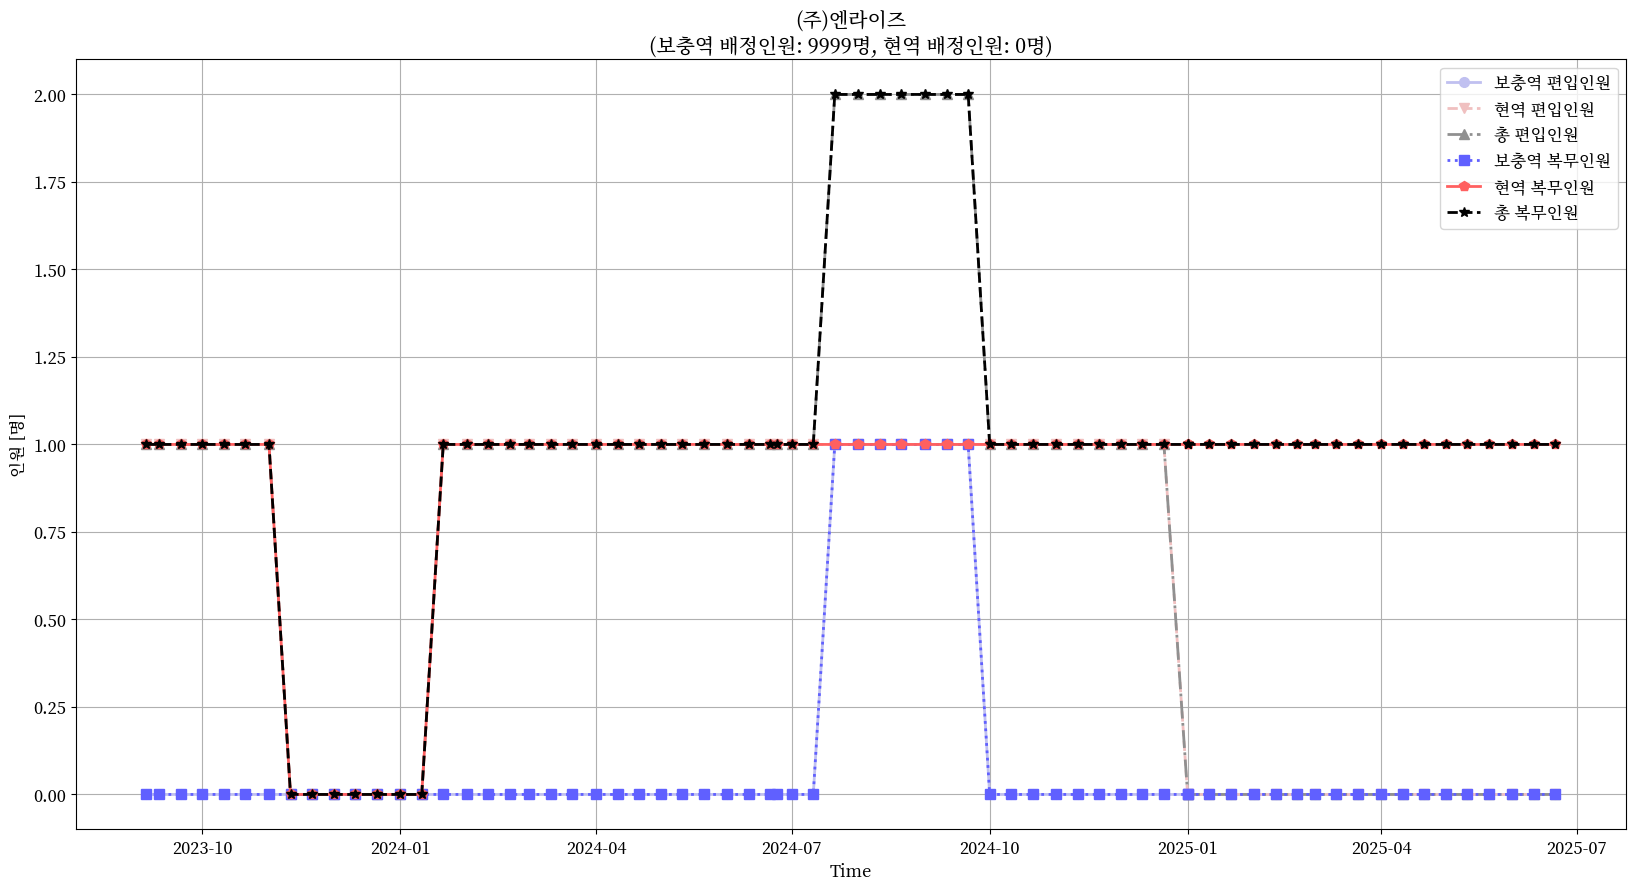 (주)엔라이즈
(보충역 배정인원: 9999명, 현역 배정인원: 0명)
보충역 편입인원
현역 편입인원
총 편입인원
보충역 복무인원
현역 복무인원
총 복무인원
인원 [명]
2.00
1.75
1.50
1.25
1.00
0.75
0.50
0.25
0.00
2023-10
2024-01
2024-04
2024-07
2024-10
2025-01
2025-04
2025-07
Time